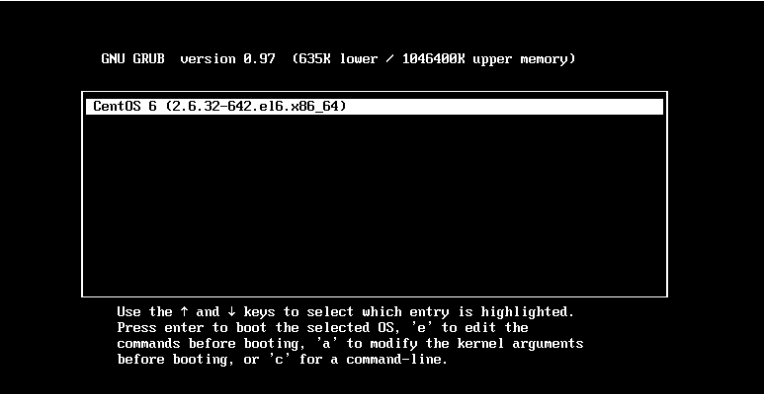 GNU GRUB  version 0.97  (635K lower / 1046400K upper memory)
CentOS 6 (2.6.32-642.el6.x86_64)
Use the ↑ and ↓ keys to select which entry is highlighted.
Press enter to boot the selected OS, 'e' to edit the
commands before booting, 'a' to modify the kernel arguments
before booting, or 'c' for a command-line.